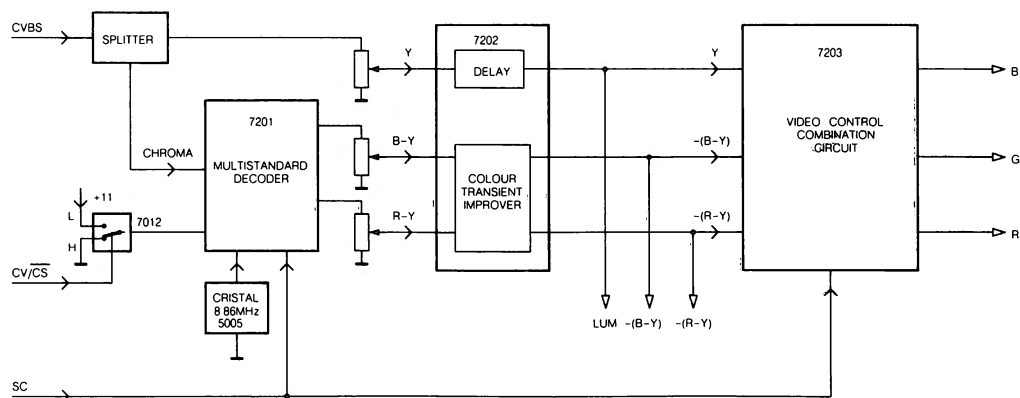 CVBS
SPLITTER
Y
7202
DELAY
Y
7203
VIDEO CONTROL
COMBINATION
CIRCUIT
B
G
R
CHROMA
7201
MULTISTANDARD
DECODER
B-Y
R-Y
COLOUR
TRANSIENT
IMPROVER
-(B-Y)
-(R-Y)
+11
L
H
7012
CV/CS
CRISTAL
8.86MHz
5005
LUM -(B-Y) -(R-Y)
SC